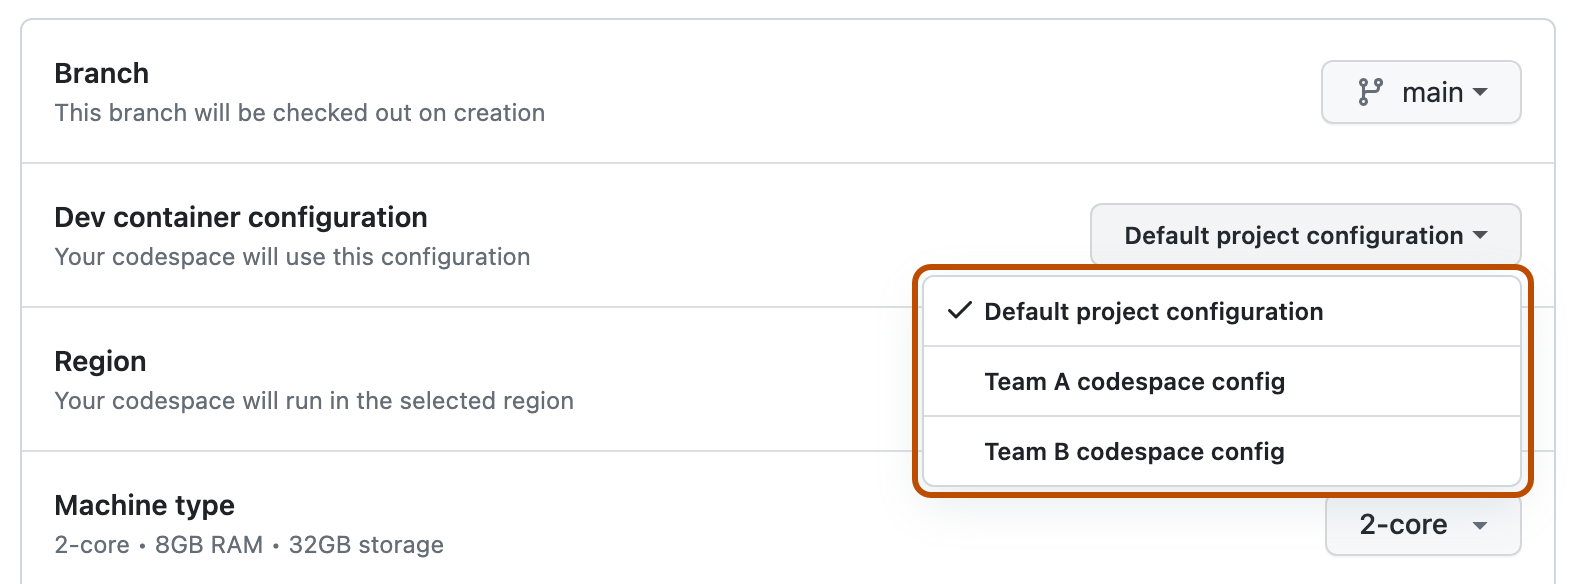 Branch
This branch will be checked out on creation
main
Dev container configuration
Your codespace will use this configuration
Default project configuration
Default project configuration
Team A codespace config
Team B codespace config
Region
Your codespace will run in the selected region
Machine type
2-core • 8GB RAM • 32GB storage
2-core